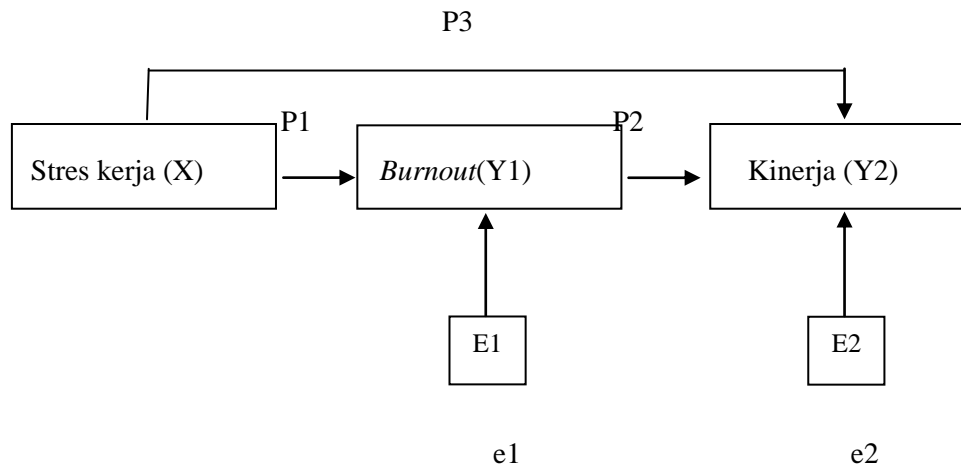 P3
P1
P2
Stres kerja (X)
Burnout(Y1)
Kinerja (Y2)
E1
E2
e1
e2